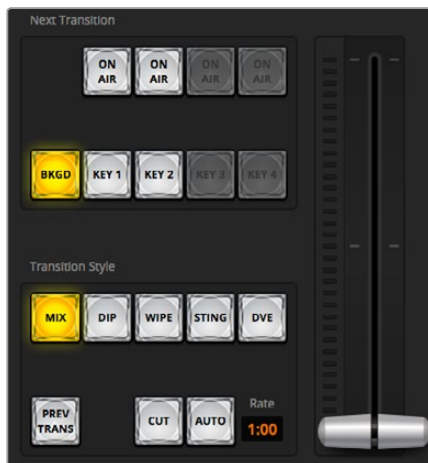 Next Transition
ON AIR ON AIR ON AIR ON AIR
BKGD KEY 1 KEY 2 KEY 3 KEY 4
Transition Style
MIX DIP WIPE STING DVE
Rate
PREV TRANS CUT AUTO 1:00